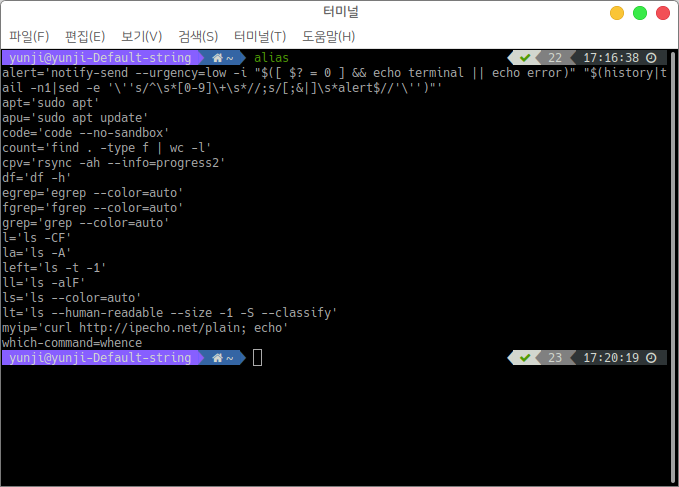 터미널
파일(F) 편집(E) 보기(V) 검색(S) 터미널(T) 도움말(H)
yunji@yunji-Default-string ~ alias ✔ 22 17:16:38
alert='notify-send --urgency=low -i "$([ $? = 0 ] && echo terminal || echo error)" "$(history|t
ail -n1|sed -e '\''s/^\s*[0-9]\+\s*//;s/[;&|]\s*alert$//'\'')"'
apt='sudo apt'
apu='sudo apt update'
code='code --no-sandbox'
count='find . -type f | wc -l'
cpv='rsync -ah --info=progress2'
df='df -h'
egrep='egrep --color=auto'
fgrep='fgrep --color=auto'
grep='grep --color=auto'
l='ls -CF'
la='ls -A'
left='ls -t -1'
ll='ls -alF'
ls='ls --color=auto'
lt='ls --human-readable --size -1 -S --classify'
myip='curl http://ipecho.net/plain; echo'
which-command=whence
yunji@yunji-Default-string ~ ✔ 23 17:20:19